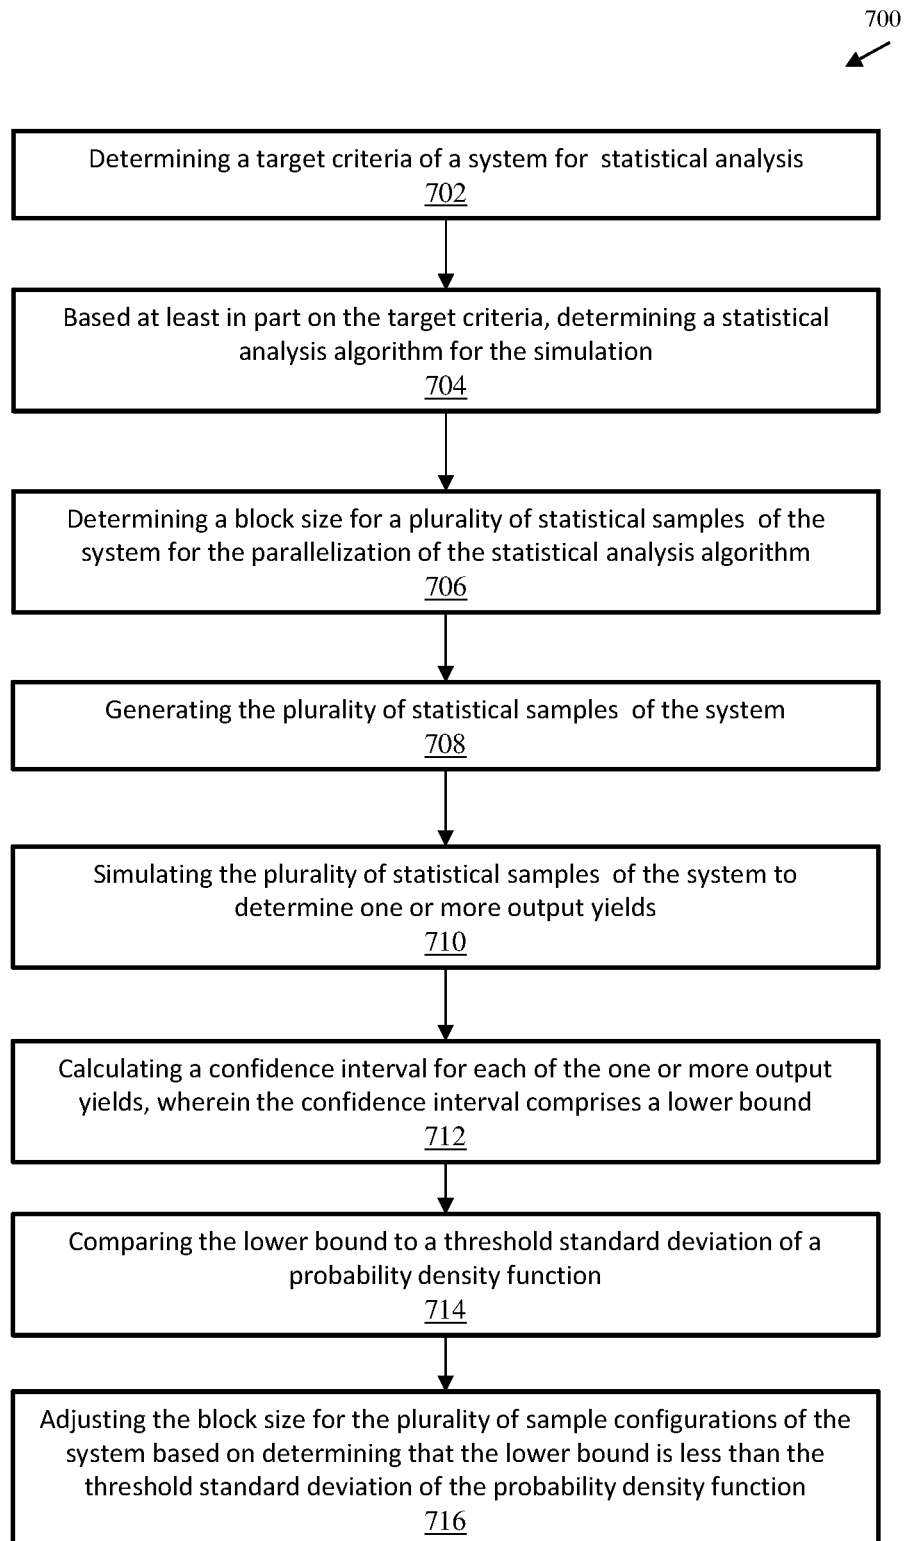 700
Determining a target criteria of a system for statistical analysis
702
Based at least in part on the target criteria, determining a statistical
analysis algorithm for the simulation
704
Determining a block size for a plurality of statistical samples of the
system for the parallelization of the statistical analysis algorithm
706
Generating the plurality of statistical samples of the system
708
Simulating the plurality of statistical samples of the system to
determine one or more output yields
710
Calculating a confidence interval for each of the one or more output
yields, wherein the confidence interval comprises a lower bound
712
Comparing the lower bound to a threshold standard deviation of a
probability density function
714
Adjusting the block size for the plurality of sample configurations of the
system based on determining that the lower bound is less than the
threshold standard deviation of the probability density function
716